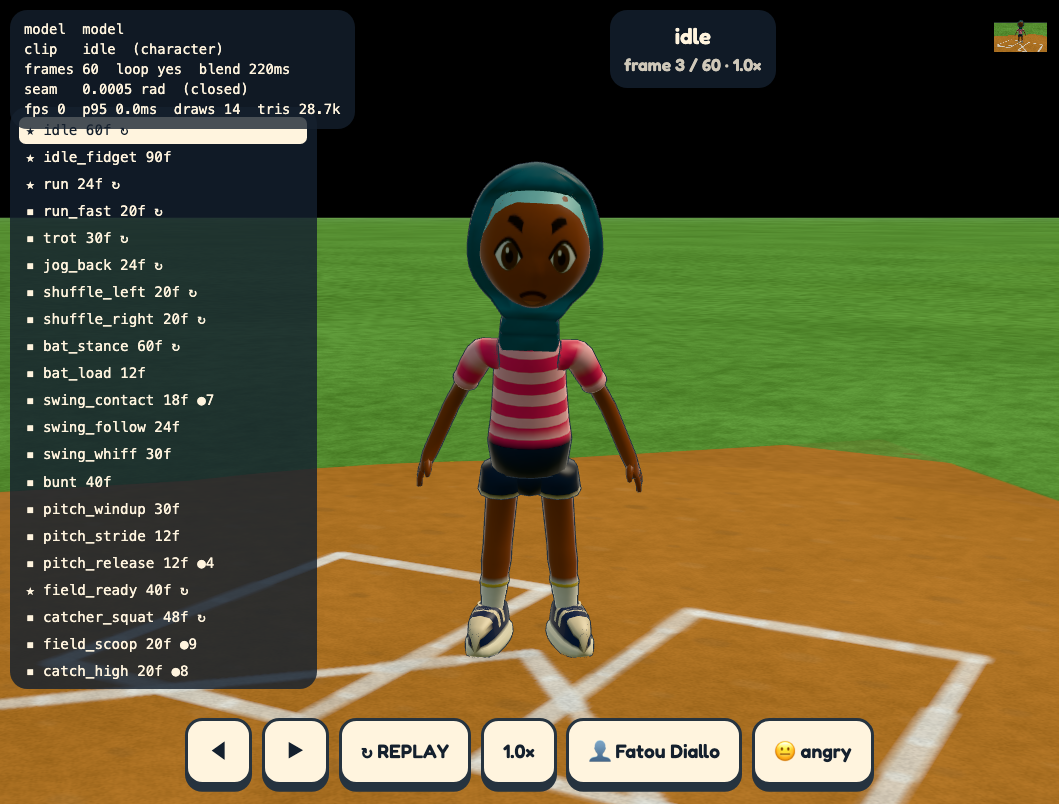 model  model
clip   idle  (character)
frames 60  loop yes  blend 220ms
seam   0.0005 rad  (closed)
fps 0  p95 0.0ms  draws 14  tris 28.7k
★ idle 60f ↻
★ idle_fidget 90f
★ run 24f ↻
▪ run_fast 20f ↻
▪ trot 30f ↻
▪ jog_back 24f ↻
▪ shuffle_left 20f ↻
▪ shuffle_right 20f ↻
▪ bat_stance 60f ↻
▪ bat_load 12f
▪ swing_contact 18f ●7
▪ swing_follow 24f
▪ swing_whiff 30f
▪ bunt 40f
▪ pitch_windup 30f
▪ pitch_stride 12f
▪ pitch_release 12f ●4
★ field_ready 40f ↻
▪ catcher_squat 48f ↻
▪ field_scoop 20f ●9
▪ catch_high 20f ●8
idle
frame 3 / 60 · 1.0×
↻ REPLAY
1.0×
Fatou Diallo
angry